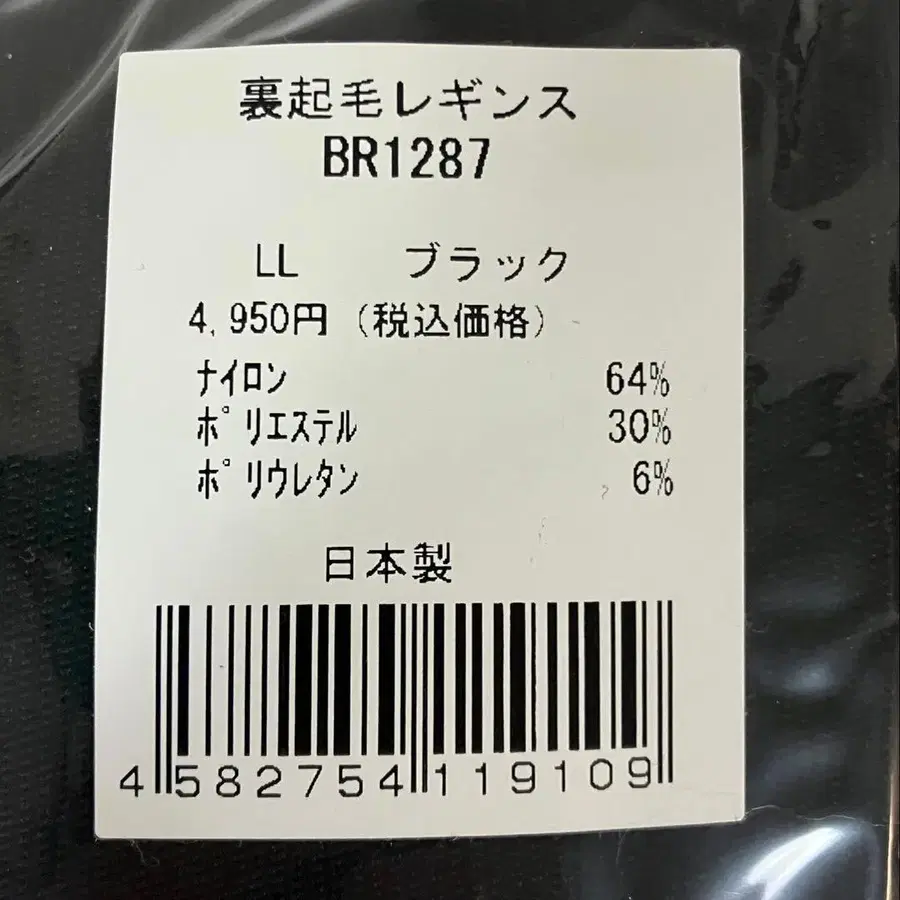 裏起毛レギンス
BR1287
LL ブラック
4,950円 (税込価格)
ﾅｲﾛﾝ 64%
ﾎﾟﾘｴｽﾃﾙ 30%
ﾎﾟﾘｳﾚﾀﾝ 6%
日本製
4582754119109